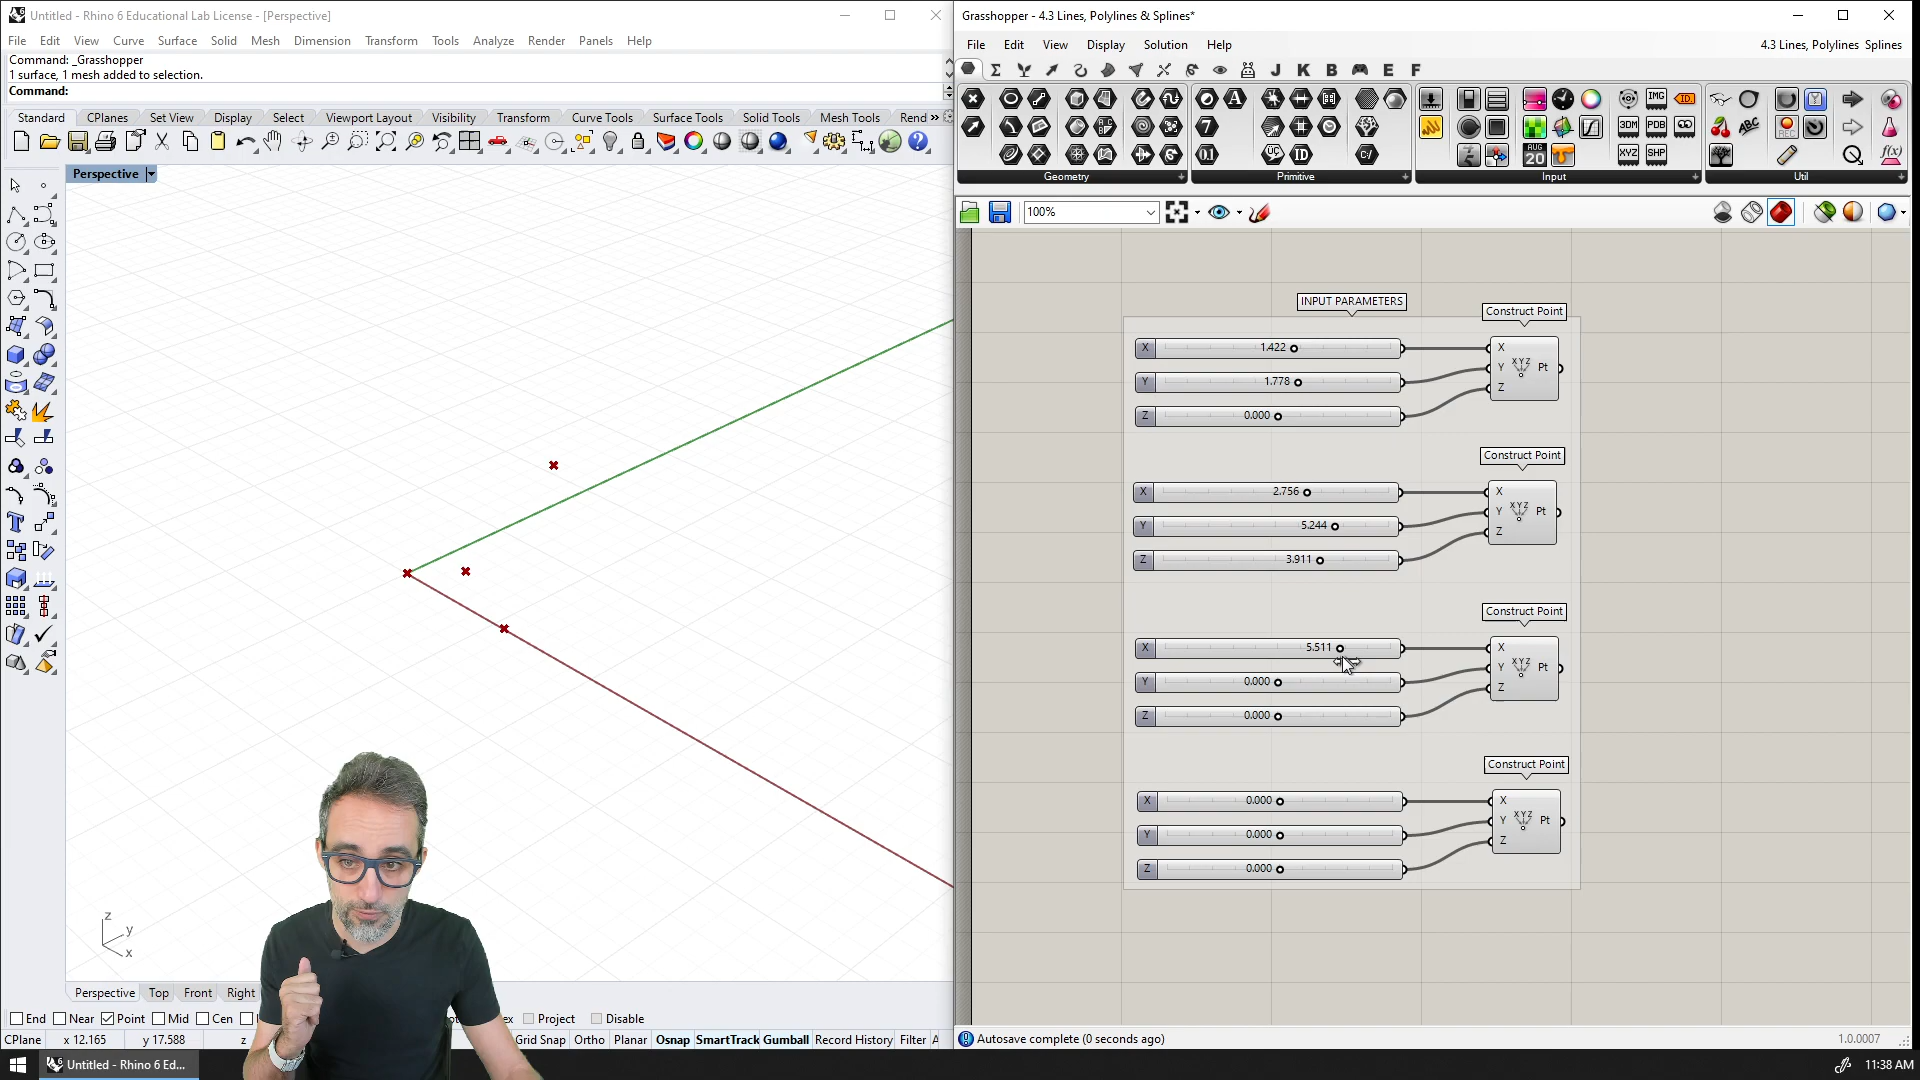 Untitled - Rhino 6 Educational Lab License - [Perspective]
File Edit View Curve Surface Solid Mesh Dimension Transform Tools Analyze Render Panels Help
Command: _Grasshopper
1 surface, 1 mesh added to selection.
Command:
Standard CPlanes Set View Display Select Viewport Layout Visibility Transform Curve Tools Surface Tools Solid Tools Mesh Tools Rend »
Perspective
z
y
x
Perspective Top Front Right
End Near Point Mid Cen
Project Disable
CPlane x 12.165 y 17.588 z
Grid Snap Ortho Planar Osnap SmartTrack Gumball Record History Filter
Untitled - Rhino 6 Ed...
Grasshopper - 4.3 Lines, Polylines & Splines*
File Edit View Display Solution Help
4.3 Lines, Polylines Splines
J K B E F
Geometry Primitive Input Util
100%
INPUT PARAMETERS
Construct Point
X 1.422
Y 1.778
Z 0.000
X
Y
Z
XYZ
Pt
Construct Point
X 2.756
Y 5.244
Z 3.911
X
Y
Z
XYZ
Pt
Construct Point
X 5.511
Y 0.000
Z 0.000
X
Y
Z
XYZ
Pt
Construct Point
X 0.000
Y 0.000
Z 0.000
X
Y
Z
XYZ
Pt
Autosave complete (0 seconds ago)
1.0.0007
11:38 AM